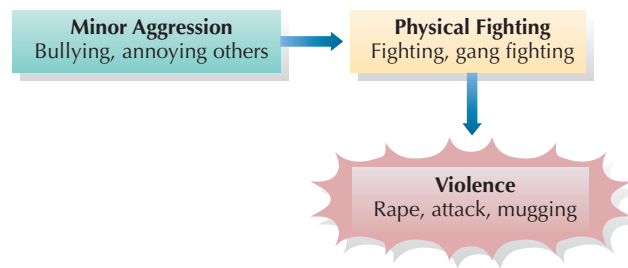 Minor Aggression
Bullying, annoying others
Physical Fighting
Fighting, gang fighting
Violence
Rape, attack, mugging